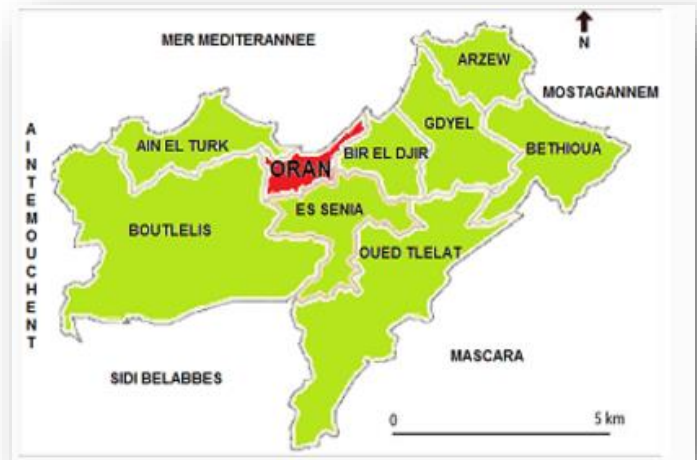 MER MEDITERANNEE
N
ARZEW
MOSTAGANNEM
GDYEL
AIN EL TURK
BIR EL DJIR
BETHIOUA
ORAN
AINTEMOUCHENT
ES SENIA
BOUTLELIS
OUED TLELAT
MASCARA
SIDI BELABBES
0 5 km